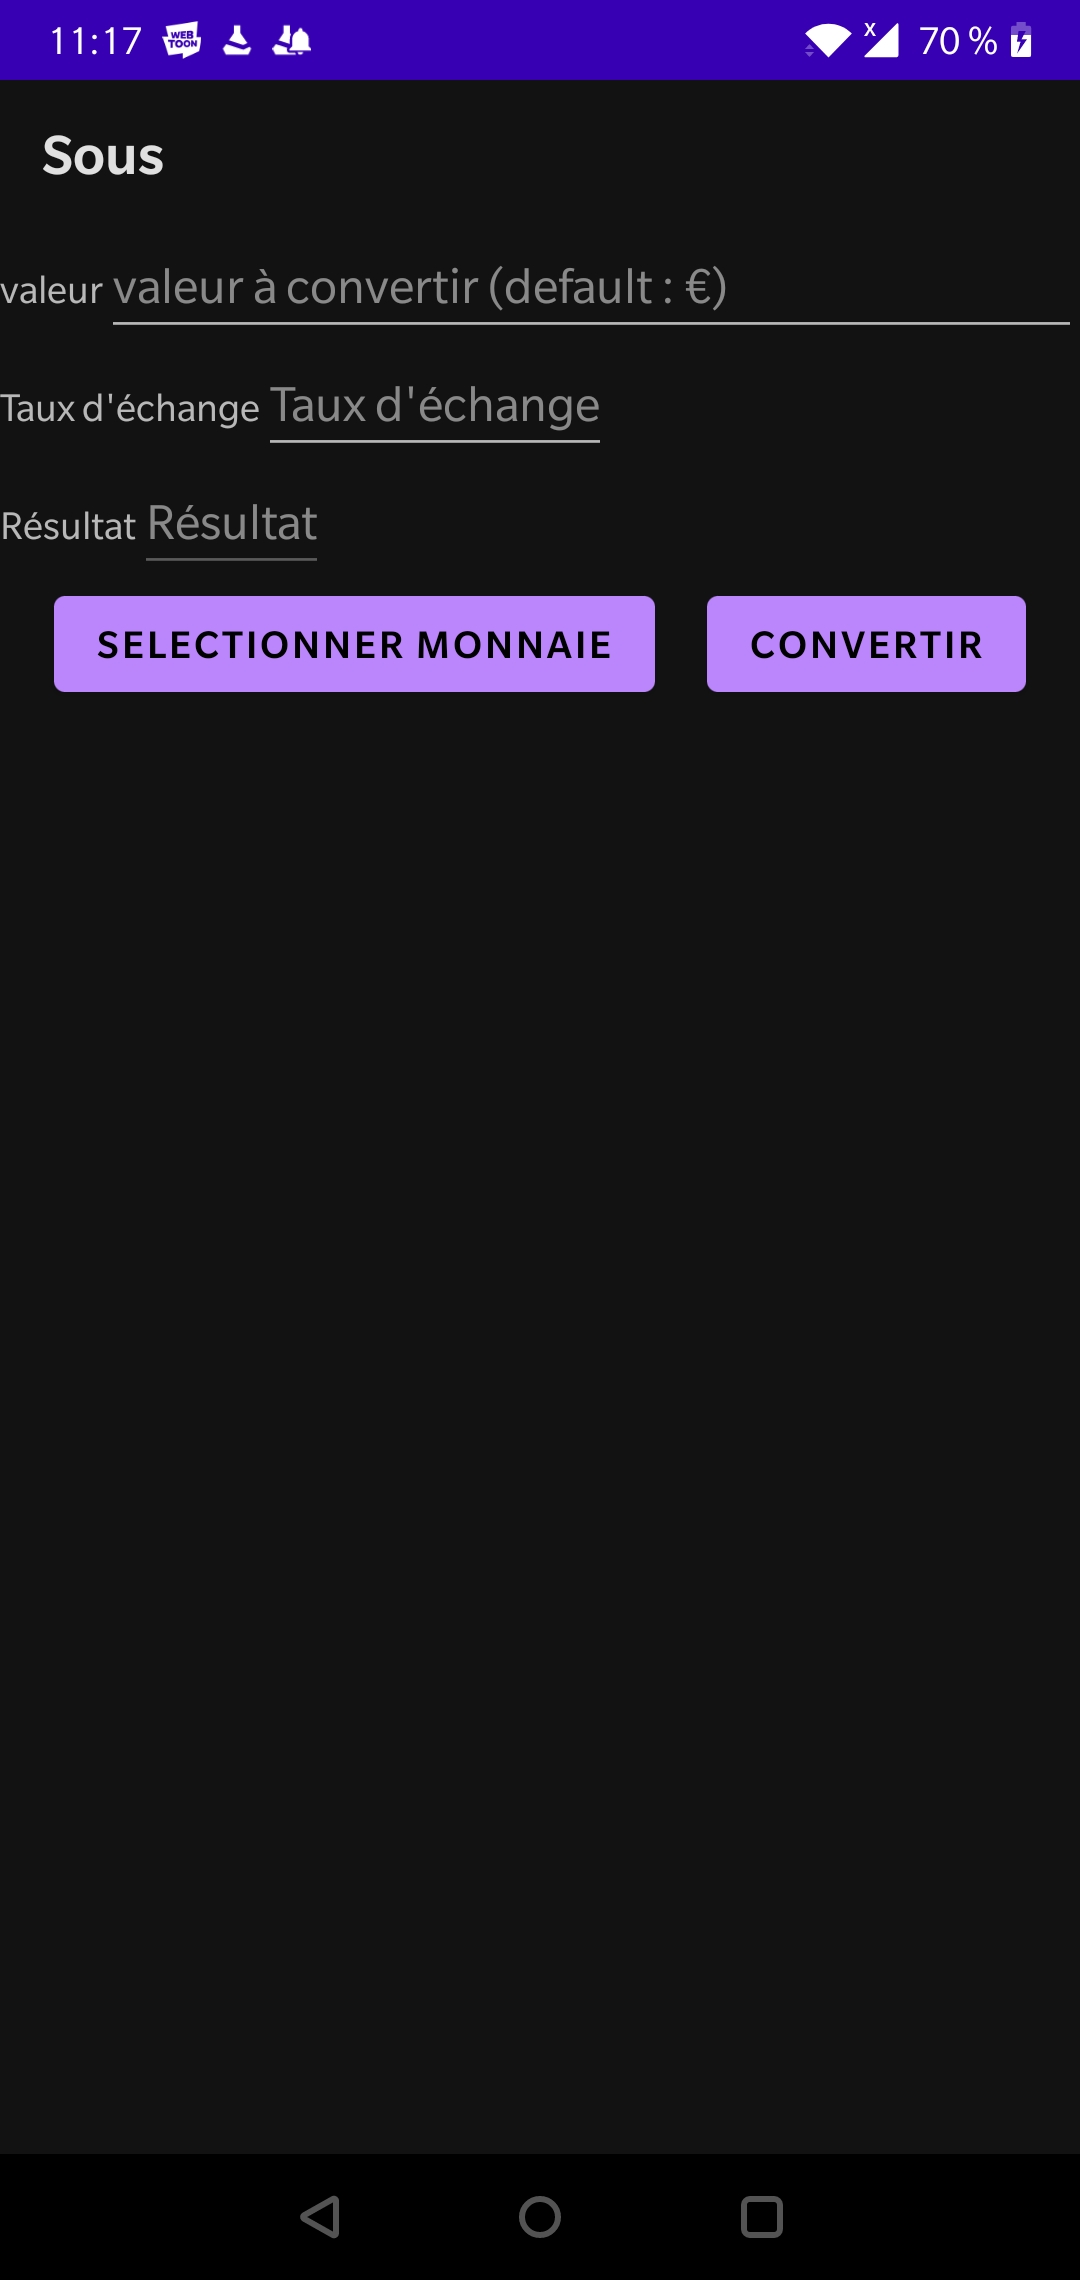 11:17 WEB TOON x 70 %
Sous
valeur valeur à convertir (default : €)
Taux d'échange Taux d'échange
Résultat Résultat
SELECTIONNER MONNAIE CONVERTIR